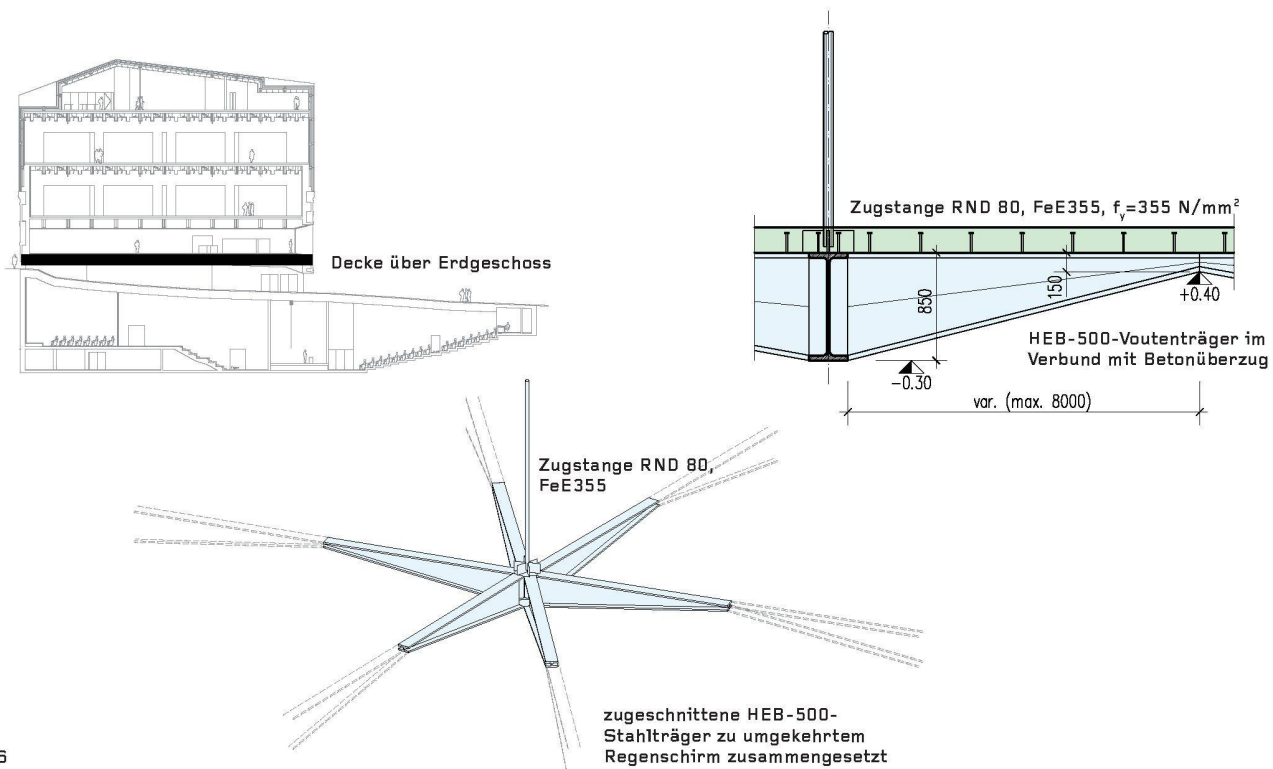 Decke über Erdgeschoss
Zugstange RND 80, FeE355, fy=355 N/mm²
850
150
+0.40
-0.30
HEB-500-Voutenträger im
Verbund mit Betonüberzug
var. (max. 8000)
Zugstange RND 80,
FeE355
zugeschnittene HEB-500-
Stahlträger zu umgekehrtem
Regenschirm zusammengesetzt
6